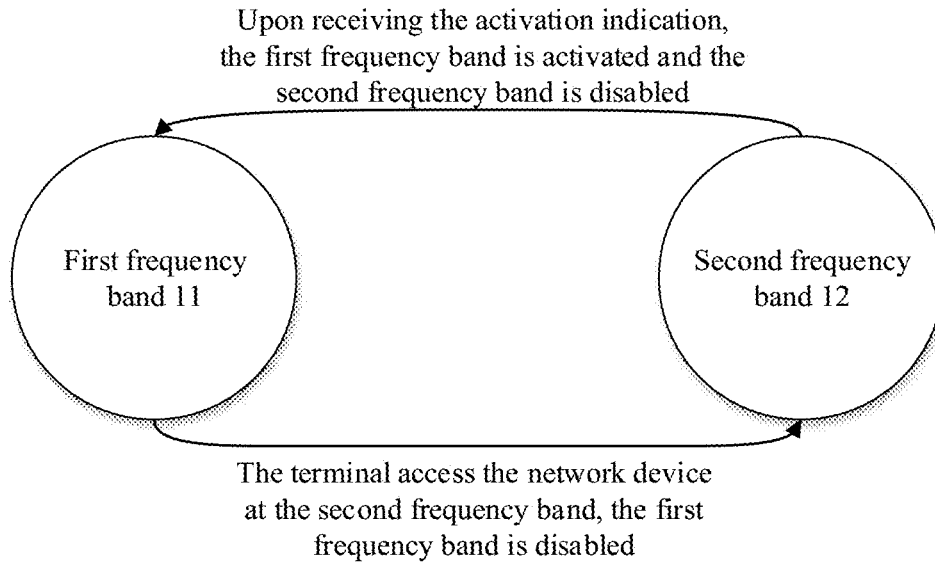 Upon receiving the activation indication,
the first frequency band is activated and the
second frequency band is disabled
First frequency
band 11
Second frequency
band 12
The terminal access the network device
at the second frequency band, the first
frequency band is disabled